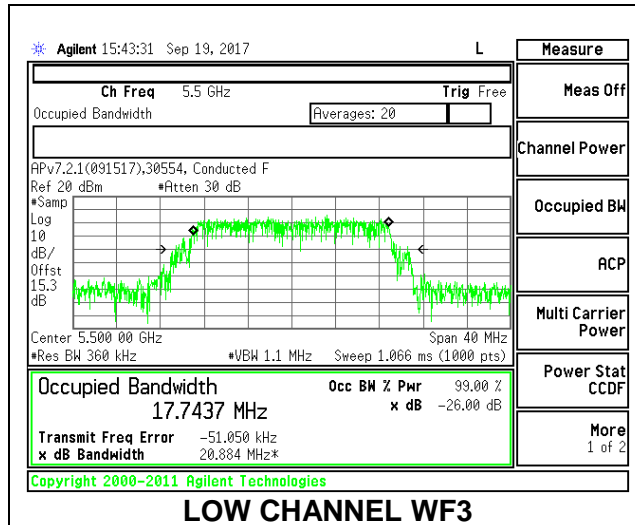 Agilent 15:43:31 Sep 19, 2017 L
Measure
Ch Freq 5.5 GHz Trig Free
Occupied Bandwidth Averages: 20
Meas Off
Channel Power
Occupied BW
ACP
Multi Carrier
Power
Power Stat
CCDF
More
1 of 2
APv7.2.1(091517),30554, Conducted F
Ref 20 dBm #Atten 30 dB
#Samp
Log
10
dB/
Offst
15.3
dB
Center 5.500 00 GHz Span 40 MHz
#Res BW 360 kHz #VBW 1.1 MHz Sweep 1.066 ms (1000 pts)
Occupied Bandwidth Occ BW % Pwr 99.00 %
17.7437 MHz x dB -26.00 dB
Transmit Freq Error -51.050 kHz
x dB Bandwidth 20.884 MHz*
Copyright 2000-2011 Agilent Technologies
LOW CHANNEL WF3